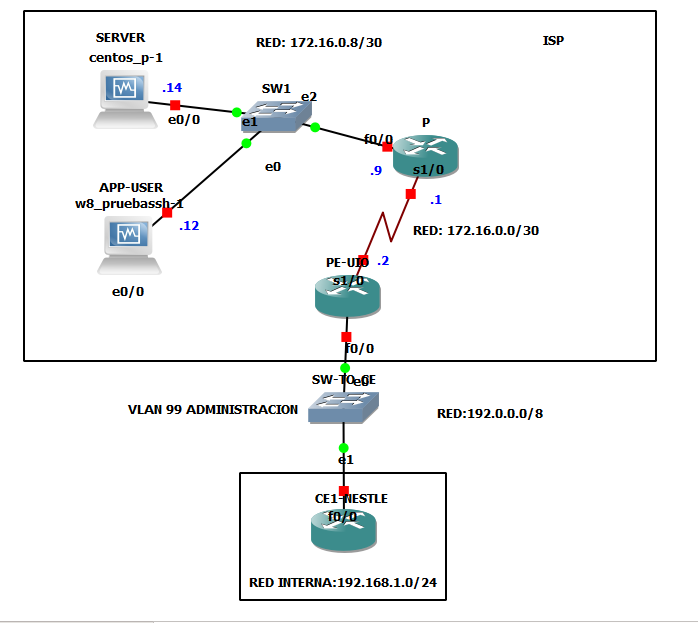 SERVER
centos_p-1
.14
e0/0
RED: 172.16.0.8/30
ISP
SW1
e2
e1
e0
P
f0/0
.9
s1/0
.1
APP-USER
w8_pruebassh-1
.12
e0/0
RED: 172.16.0.0/30
PE-UIO
.2
s1/0
f0/0
SW-TO-CE
e0
VLAN 99 ADMINISTRACION
RED:192.0.0.0/8
e1
CE1-NESTLE
f0/0
RED INTERNA:192.168.1.0/24